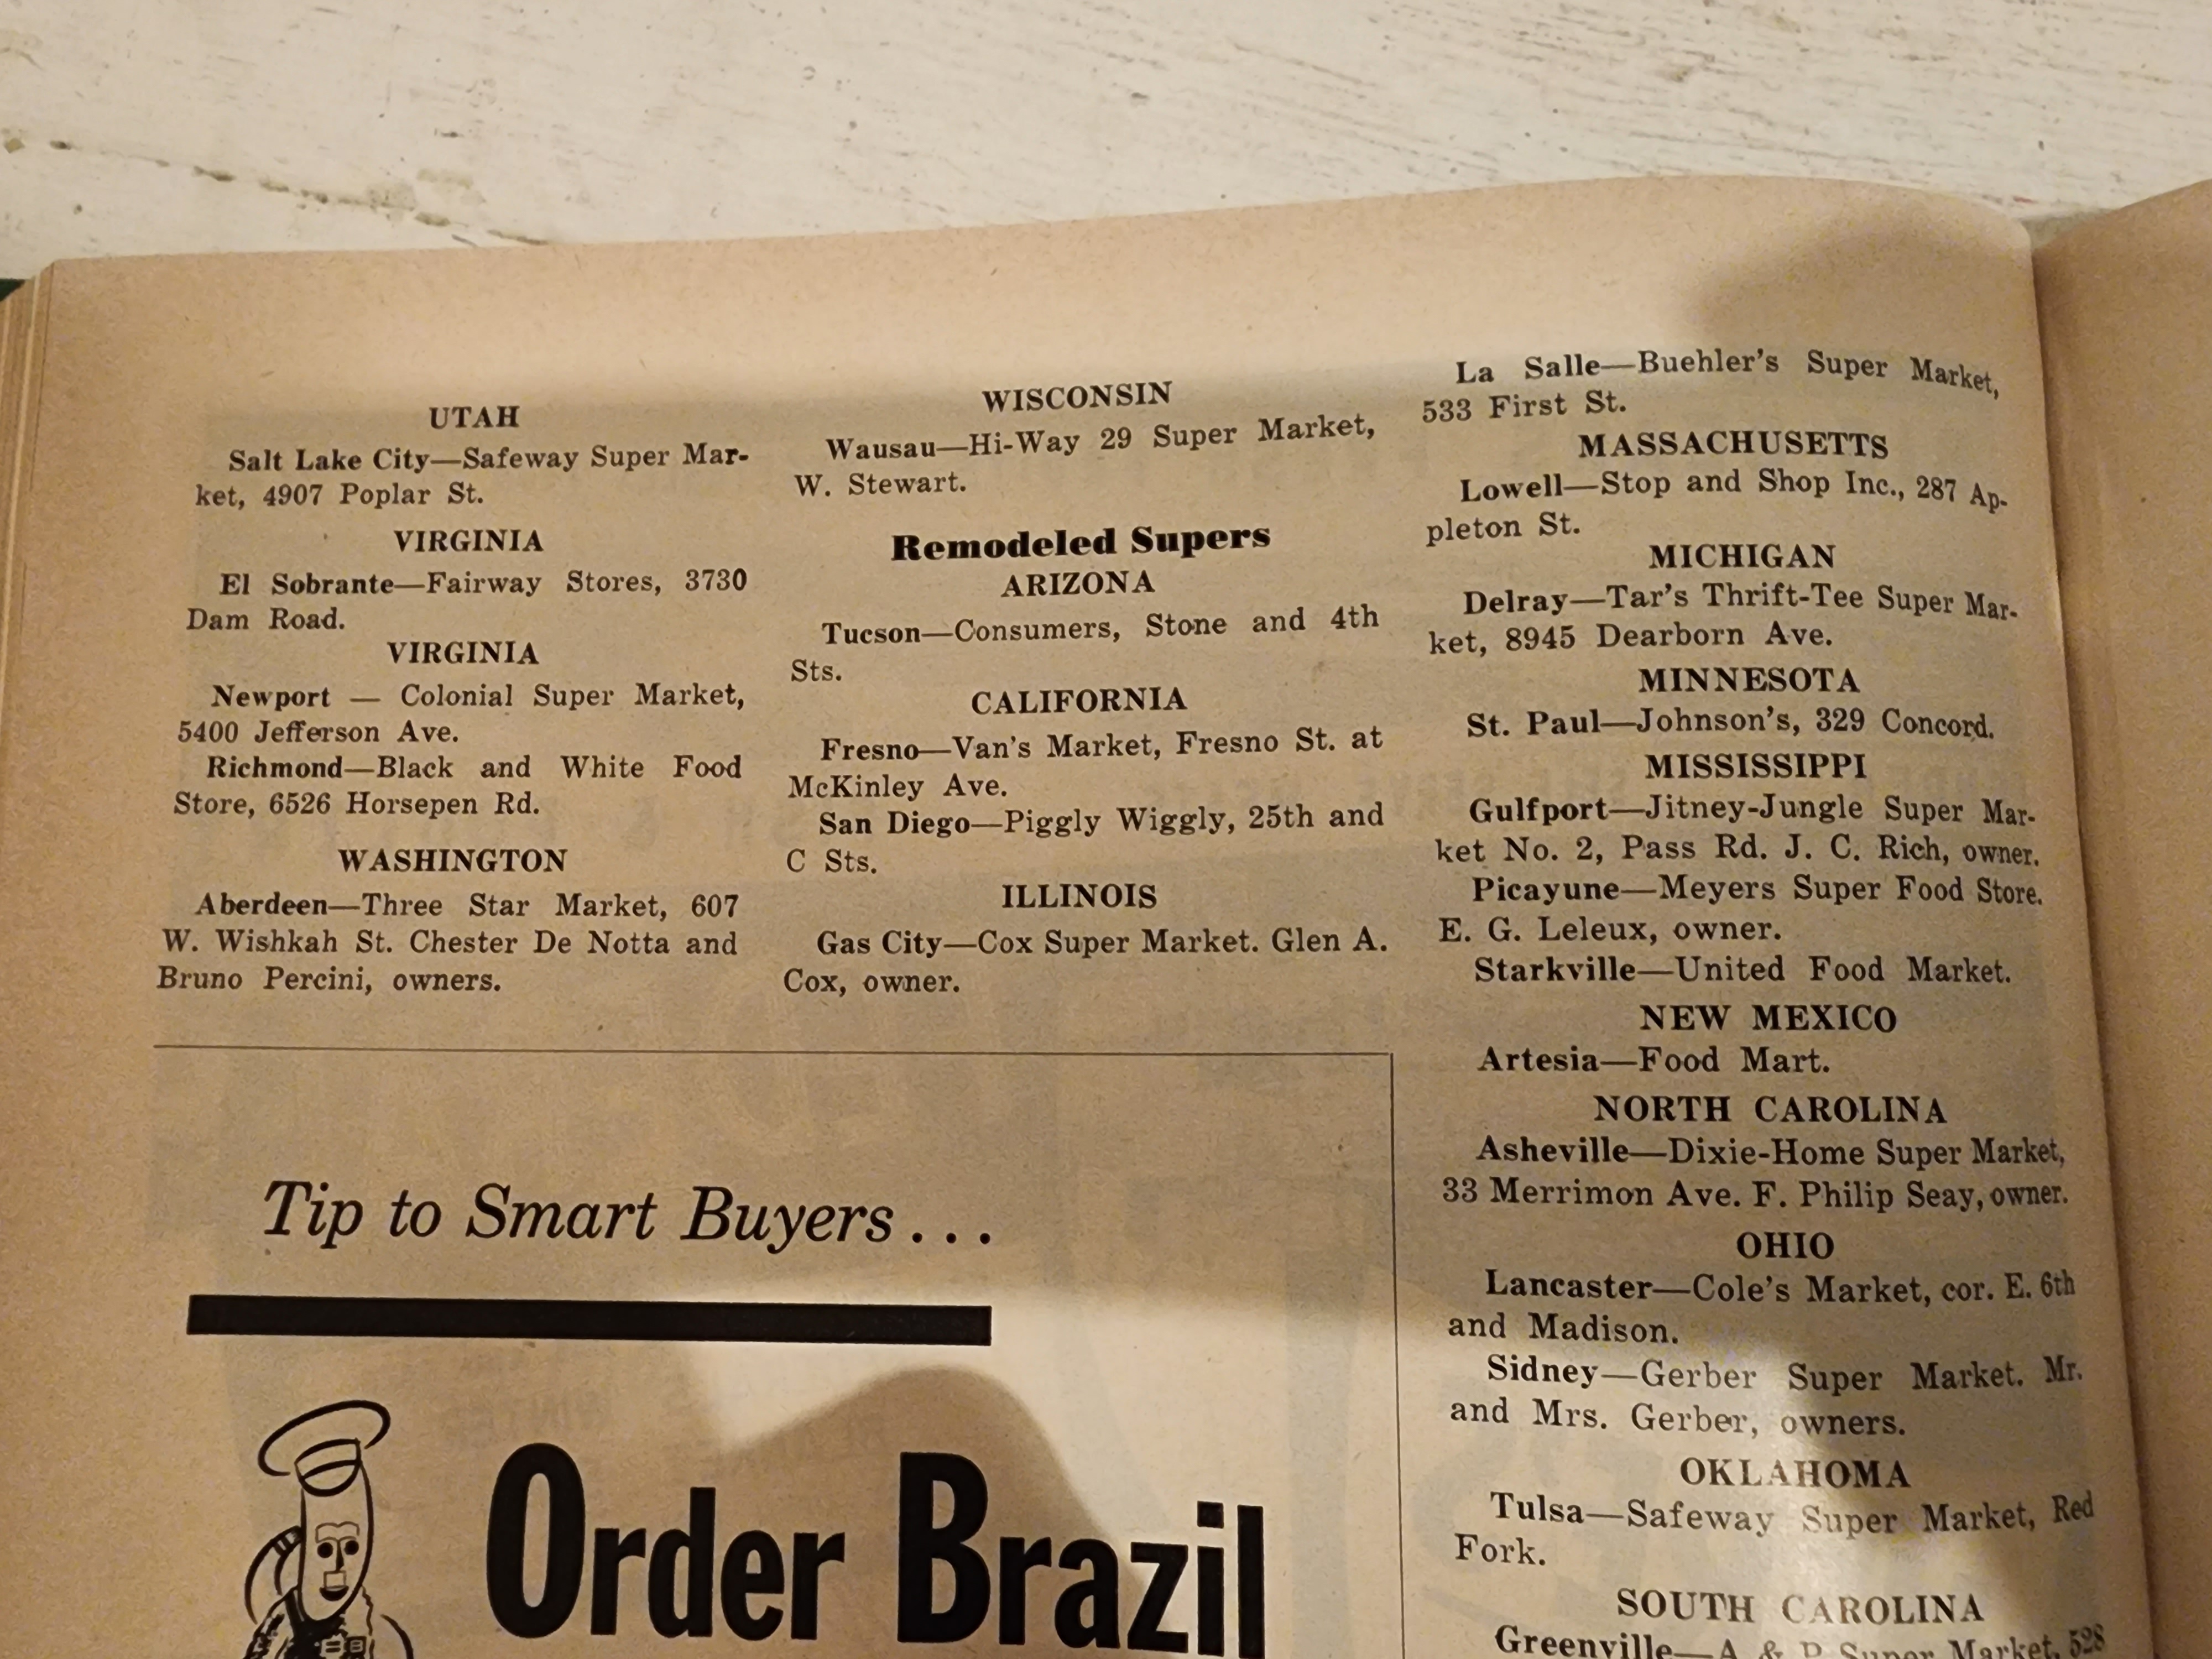 UTAH
Salt Lake City—Safeway Super Mar-
ket, 4907 Poplar St.
VIRGINIA
El Sobrante—Fairway Stores, 3730
Dam Road.
VIRGINIA
Newport — Colonial Super Market,
5400 Jefferson Ave.
Richmond—Black and White Food
Store, 6526 Horsepen Rd.
WASHINGTON
Aberdeen—Three Star Market, 607
W. Wishkah St. Chester De Notta and
Bruno Percini, owners.
WISCONSIN
Wausau—Hi-Way 29 Super Market,
W. Stewart.
Remodeled Supers
ARIZONA
Tucson—Consumers, Stone and 4th
Sts.
CALIFORNIA
Fresno—Van's Market, Fresno St. at
McKinley Ave.
San Diego—Piggly Wiggly, 25th and
C Sts.
ILLINOIS
Gas City—Cox Super Market. Glen A.
Cox, owner.
La Salle—Buehler's Super Market,
533 First St.
MASSACHUSETTS
Lowell—Stop and Shop Inc., 287 Ap-
pleton St.
MICHIGAN
Delray—Tar's Thrift-Tee Super Mar-
ket, 8945 Dearborn Ave.
MINNESOTA
St. Paul—Johnson's, 329 Concord.
MISSISSIPPI
Gulfport—Jitney-Jungle Super Mar-
ket No. 2, Pass Rd. J. C. Rich, owner.
Picayune—Meyers Super Food Store.
E. G. Leleux, owner.
Starkville—United Food Market.
NEW MEXICO
Artesia—Food Mart.
NORTH CAROLINA
Asheville—Dixie-Home Super Market,
33 Merrimon Ave. F. Philip Seay, owner.
OHIO
Lancaster—Cole's Market, cor. E. 6th
and Madison.
Sidney—Gerber Super Market. Mr.
and Mrs. Gerber, owners.
OKLAHOMA
Tulsa—Safeway Super Market, Red
Fork.
SOUTH CAROLINA
Greenville—A & P Super Market, 528
Tip to Smart Buyers...
Order Brazil